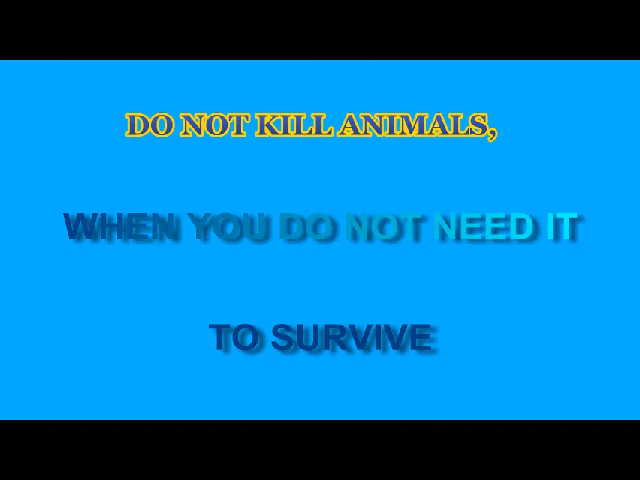 DO NOT KILL ANIMALS,
WHEN YOU DO NOT NEED IT
TO SURVIVE